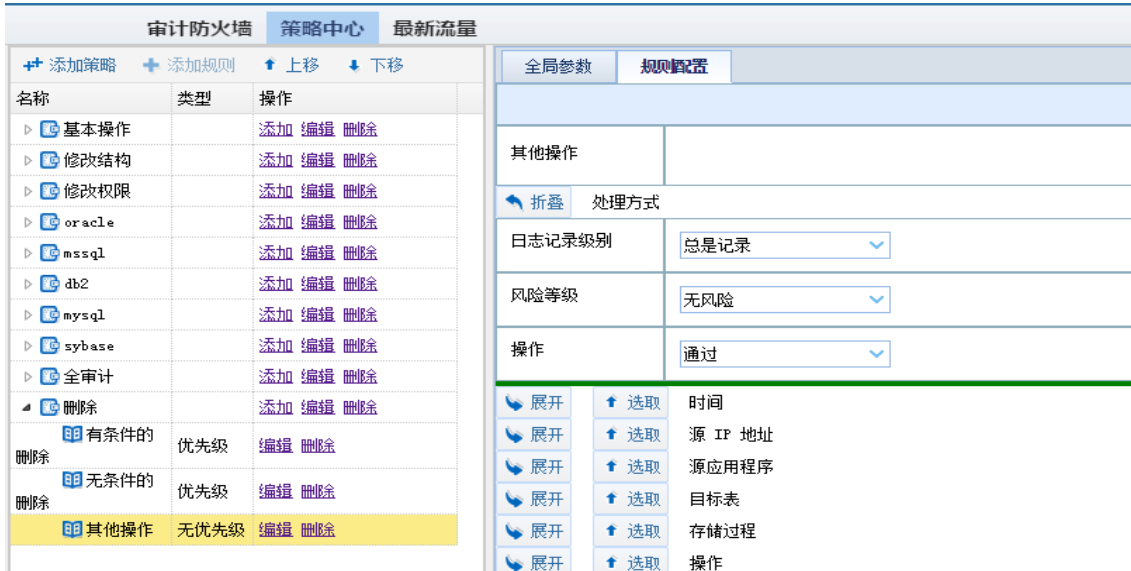 审计防火墙 策略中心 最新流量
添加策略 添加规则 上移 下移
名称 类型 操作
基本操作 添加 编辑 删除
修改结构 添加 编辑 删除
修改权限 添加 编辑 删除
oracle 添加 编辑 删除
mssql 添加 编辑 删除
db2 添加 编辑 删除
mysql 添加 编辑 删除
sybase 添加 编辑 删除
全审计 添加 编辑 删除
删除 添加 编辑 删除
有条件的
删除 优先级 编辑 删除
无条件的
删除 优先级 编辑 删除
其他操作 无优先级 编辑 删除
全局参数 规则配置
其他操作
折叠 处理方式
日志记录级别 总是记录
风险等级 无风险
操作 通过
展开 选取 时间
展开 选取 源 IP 地址
展开 选取 源应用程序
展开 选取 目标表
展开 选取 存储过程
展开 选取 操作